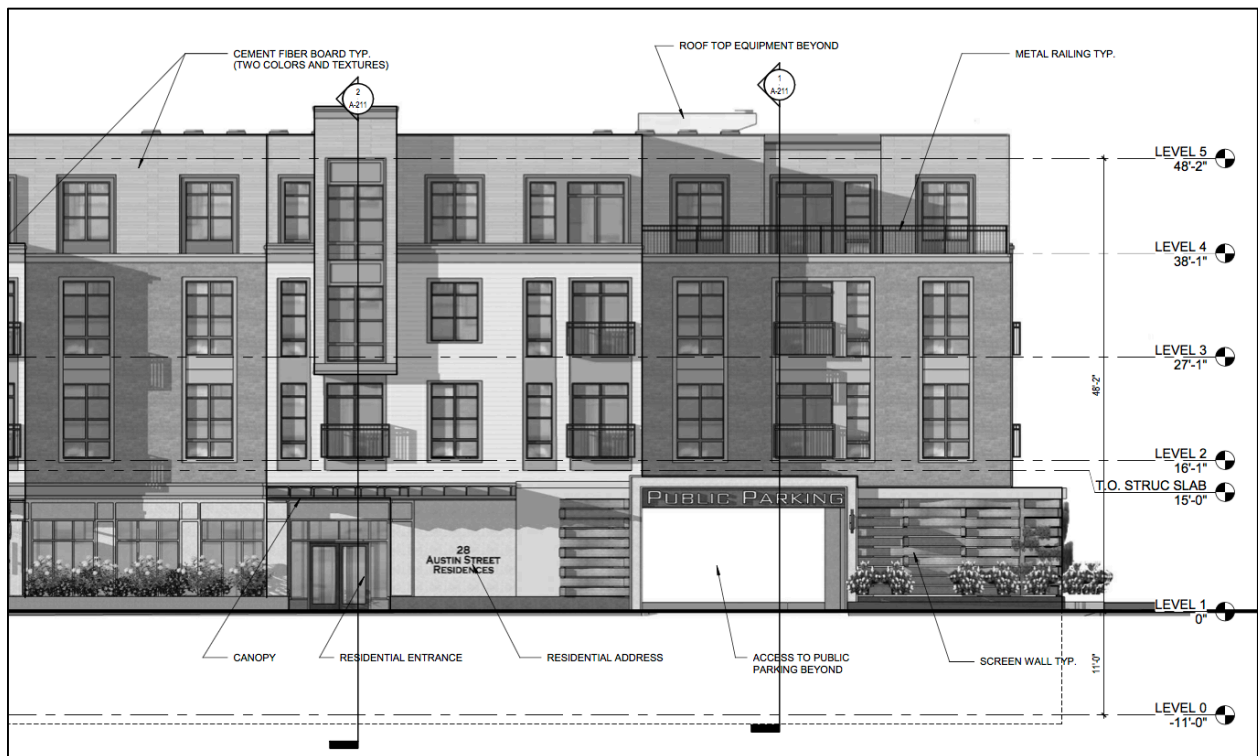 CEMENT FIBER BOARD TYP.
(TWO COLORS AND TEXTURES)
ROOF TOP EQUIPMENT BEYOND
METAL RAILING TYP.
2
A-211
1
A-211
LEVEL 5
48'-2"
LEVEL 4
38'-1"
LEVEL 3
27'-1"
48'-2"
LEVEL 2
16'-1"
T.O. STRUC SLAB
15'-0"
PUBLIC PARKING
28
AUSTIN STREET
RESIDENCES
LEVEL 1
0"
CANOPY
RESIDENTIAL ENTRANCE
RESIDENTIAL ADDRESS
ACCESS TO PUBLIC
PARKING BEYOND
SCREEN WALL TYP.
11'-0"
LEVEL 0
-11'-0"